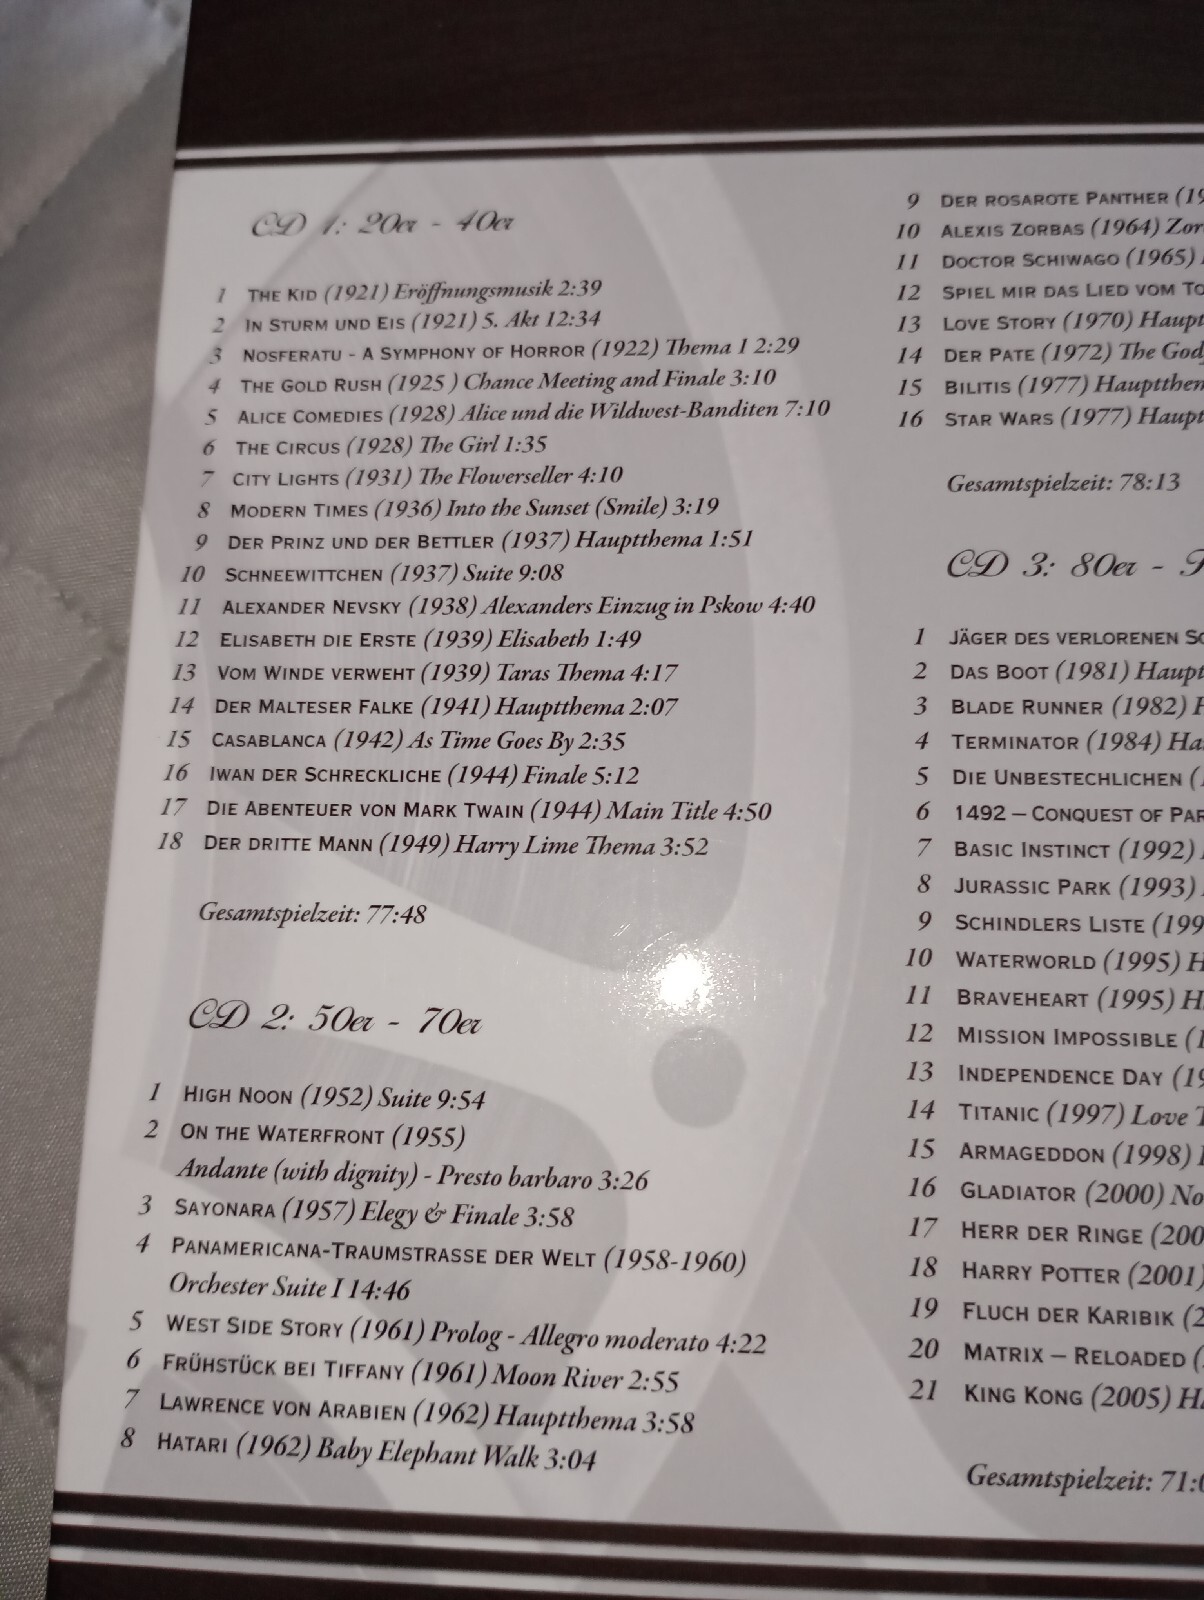 CD 1: 20er - 40er
1 The Kid (1921) Eröffnungsmusik 2:39
2 In Sturm und Eis (1921) 5. Akt 12:34
3 Nosferatu - A Symphony of Horror (1922) Thema I 2:29
4 The Gold Rush (1925 ) Chance Meeting and Finale 3:10
5 Alice Comedies (1928) Alice und die Wildwest-Banditen 7:10
6 The Circus (1928) The Girl 1:35
7 City Lights (1931) The Flowerseller 4:10
8 Modern Times (1936) Into the Sunset (Smile) 3:19
9 Der Prinz und der Bettler (1937) Hauptthema 1:51
10 Schneewittchen (1937) Suite 9:08
11 Alexander Nevsky (1938) Alexanders Einzug in Pskow 4:40
12 Elisabeth die Erste (1939) Elisabeth 1:49
13 Vom Winde verweht (1939) Taras Thema 4:17
14 Der Malteser Falke (1941) Hauptthema 2:07
15 Casablanca (1942) As Time Goes By 2:35
16 Iwan der Schreckliche (1944) Finale 5:12
17 Die Abenteuer von Mark Twain (1944) Main Title 4:50
18 Der dritte Mann (1949) Harry Lime Thema 3:52
Gesamtspielzeit: 77:48
CD 2: 50er - 70er
1 High Noon (1952) Suite 9:54
2 On the Waterfront (1955)
Andante (with dignity) - Presto barbaro 3:26
3 Sayonara (1957) Elegy & Finale 3:58
4 Panamericana-Traumstrasse der Welt (1958-1960)
Orchester Suite I 14:46
5 West Side Story (1961) Prolog - Allegro moderato 4:22
6 Frühstück bei Tiffany (1961) Moon River 2:55
7 Lawrence von Arabien (1962) Hauptthema 3:58
8 Hatari (1962) Baby Elephant Walk 3:04
9 Der rosarote Panther
10 Alexis Zorbas (1964)
11 Doctor Schiwago (1965)
12 Spiel mir das Lied vom
13 Love Story (1970)
14 Der Pate (1972) The
15 Bilitis (1977)
16 Star Wars (1977)
Gesamtspielzeit: 78:13
CD 3: 80er -
1 Jäger des verlorenen
2 Das Boot (1981)
3 Blade Runner (1982)
4 Terminator (1984)
5 Die Unbestechlichen
6 1492 – Conquest of
7 Basic Instinct (1992)
8 Jurassic Park (1993)
9 Schindlers Liste
10 Waterworld (1995)
11 Braveheart (1995)
12 Mission Impossible
13 Independence Day
14 Titanic (1997) Love
15 Armageddon (1998)
16 Gladiator (2000)
17 Herr der Ringe
18 Harry Potter (2001)
19 Fluch der Karibik
20 Matrix – Reloaded
21 King Kong (2005)
Gesamtspielzeit: